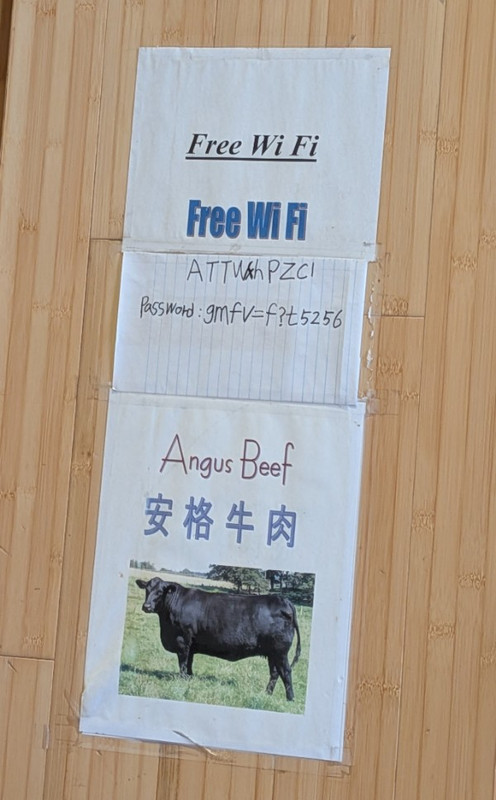 Free Wi Fi
Free Wi Fi
Password: gmfv=f?t5256
Angus Beef
安格牛肉